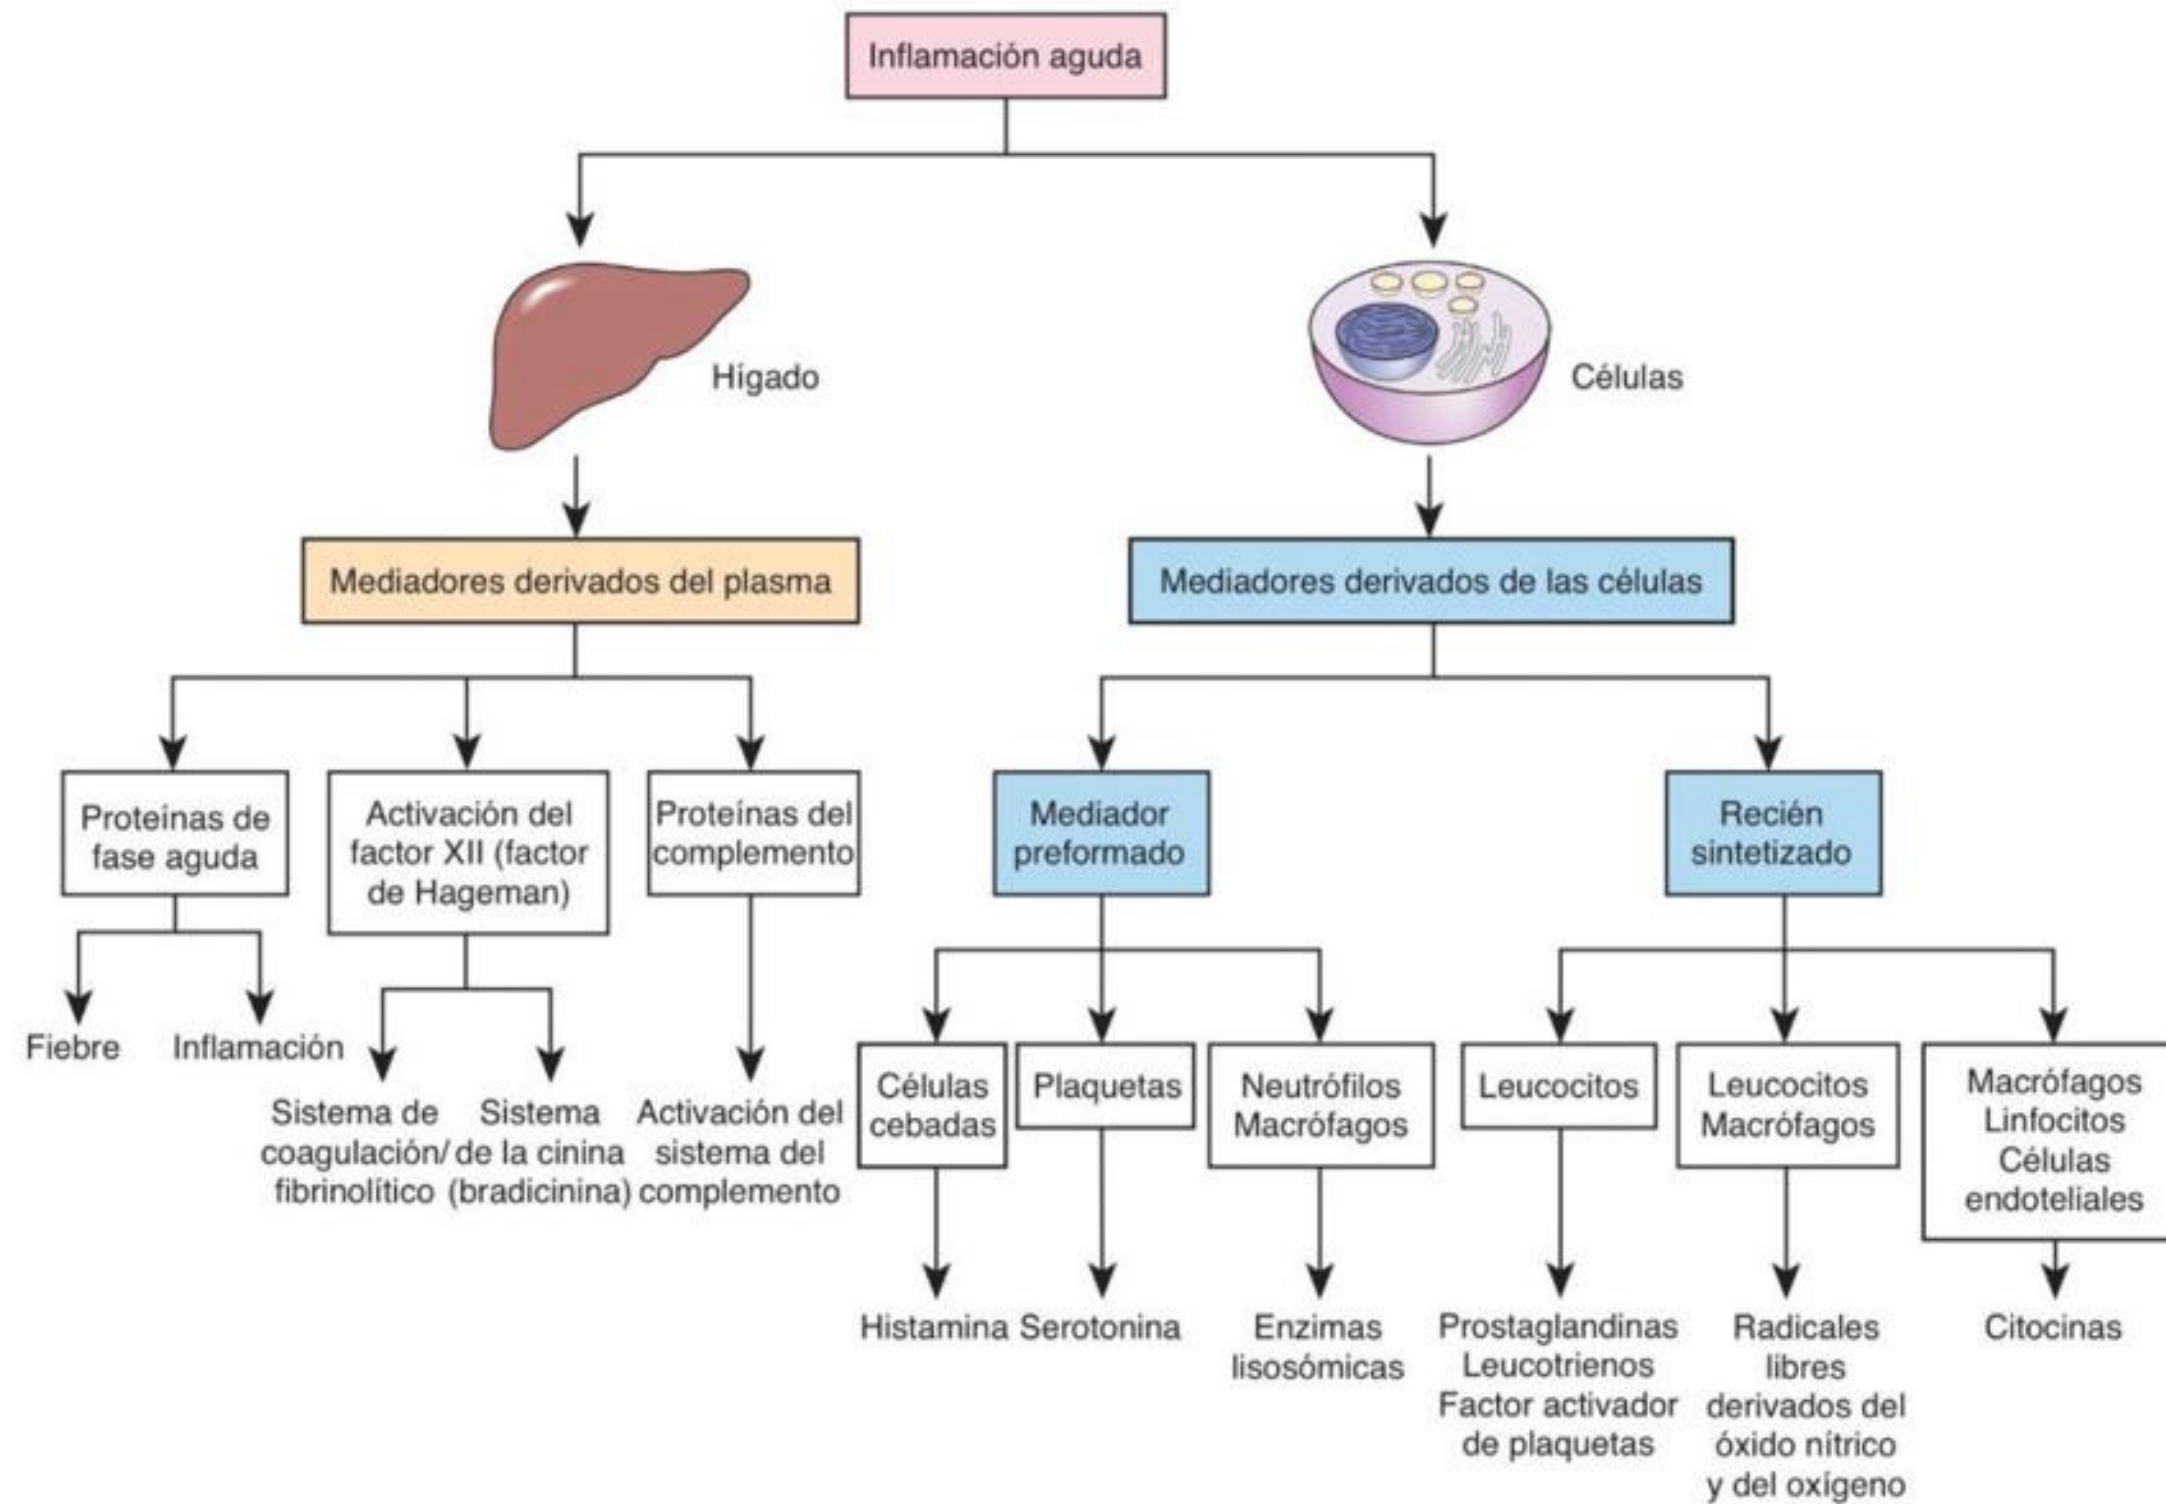 Inflamación aguda
Hígado
Células
Mediadores derivados del plasma
Mediadores derivados de las células
Proteínas de
fase aguda
Activación del
factor XII (factor
de Hageman)
Proteínas del
complemento
Mediador
preformado
Recién
sintetizado
Fiebre
Inflamación
Sistema de
coagulación/
fibrinolítico
Sistema
de la cinina
(bradicinina)
Activación del
sistema del
complemento
Células
cebadas
Plaquetas
Neutrófilos
Macrófagos
Leucocitos
Leucocitos
Macrófagos
Macrófagos
Linfocitos
Células
endoteliales
Histamina
Serotonina
Enzimas
lisosómicas
Prostaglandinas
Leucotrienos
Factor activador
de plaquetas
Radicales
libres
derivados del
óxido nítrico
y del oxígeno
Citocinas